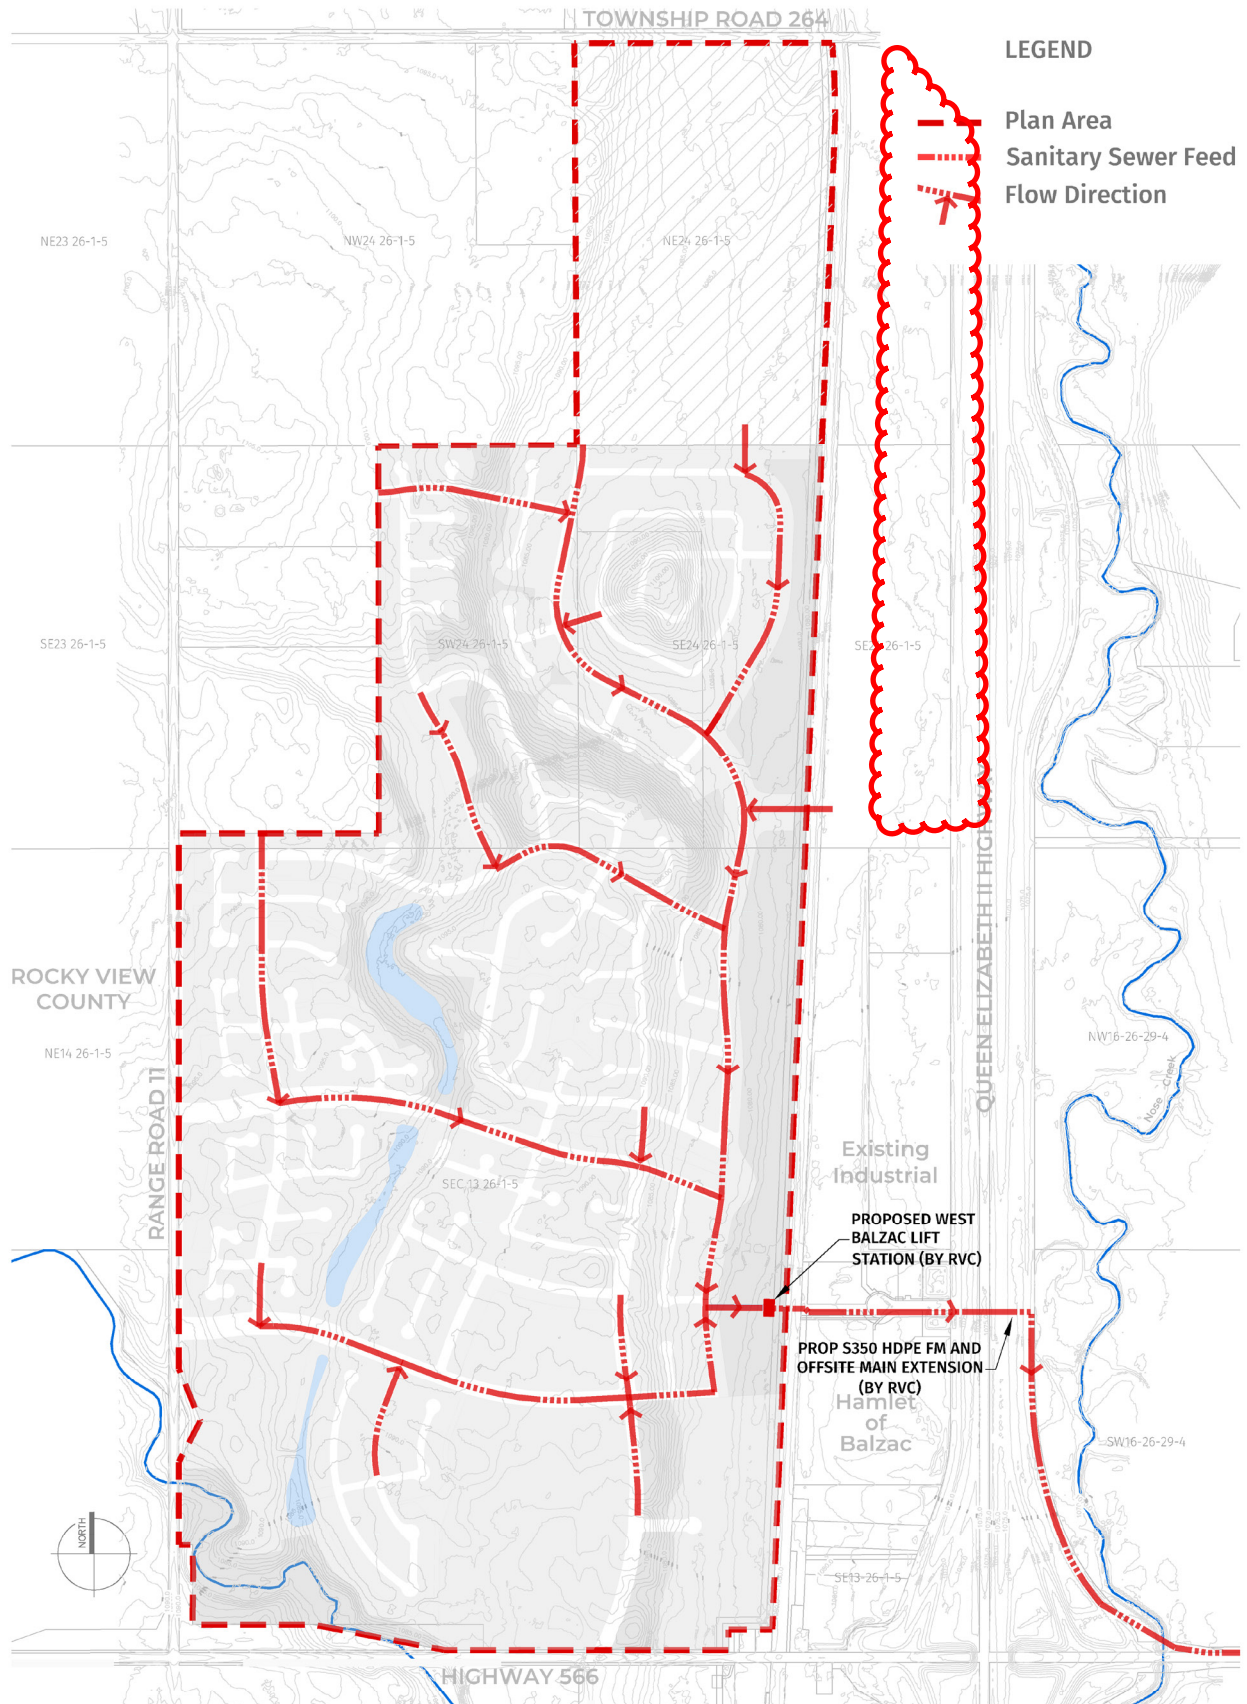 TOWNSHIP ROAD 264
LEGEND
Plan Area
Sanitary Sewer Feed
Flow Direction
NE23 26-1-5
NW24 26-1-5
NE24 26-1-5
SE23 26-1-5
SW24 26-1-5
SE24 26-1-5
26-1-5
ROCKY VIEW
COUNTY
NE14 26-1-5
RANGE ROAD 11
QUEEN ELIZABETH II HIGH
NW16-26-29-4
Nose Creek
Existing
Industrial
SEC 13 26-1-5
PROPOSED WEST
BALZAC LIFT
STATION (BY RVC)
PROP S350 HDPE FM AND
OFFSITE MAIN EXTENSION
(BY RVC)
Hamlet
of
Balzac
SW16-26-29-4
NORTH
SE13-26-1-5
HIGHWAY 566